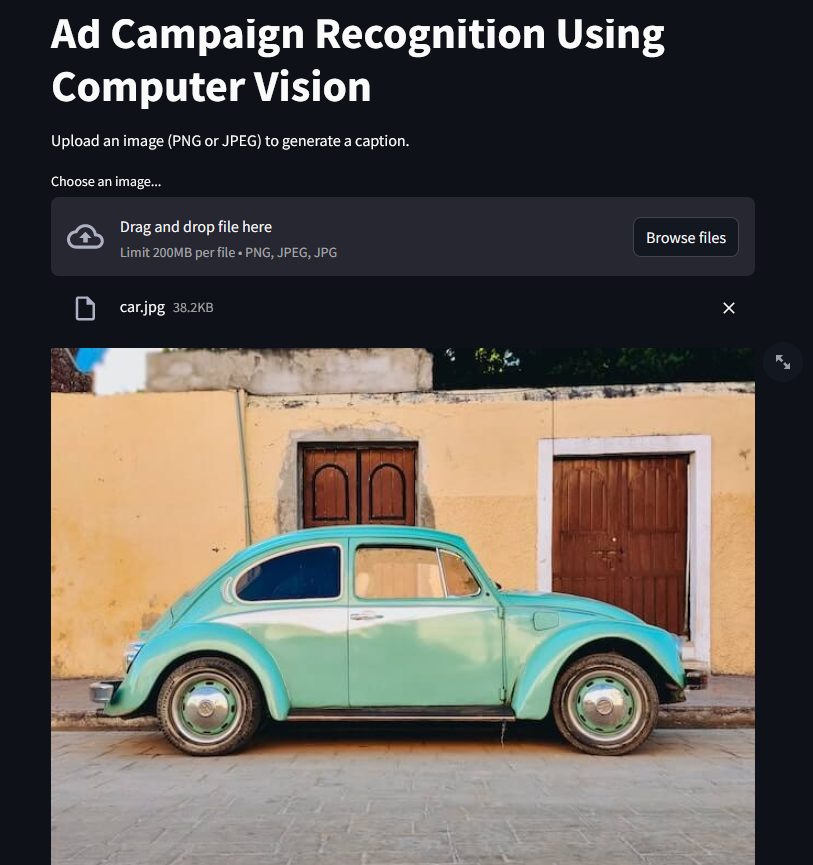 Ad Campaign Recognition Using
Computer Vision
Upload an image (PNG or JPEG) to generate a caption.
Choose an image...
Drag and drop file here
Limit 200MB per file • PNG, JPEG, JPG
Browse files
car.jpg 38.2KB